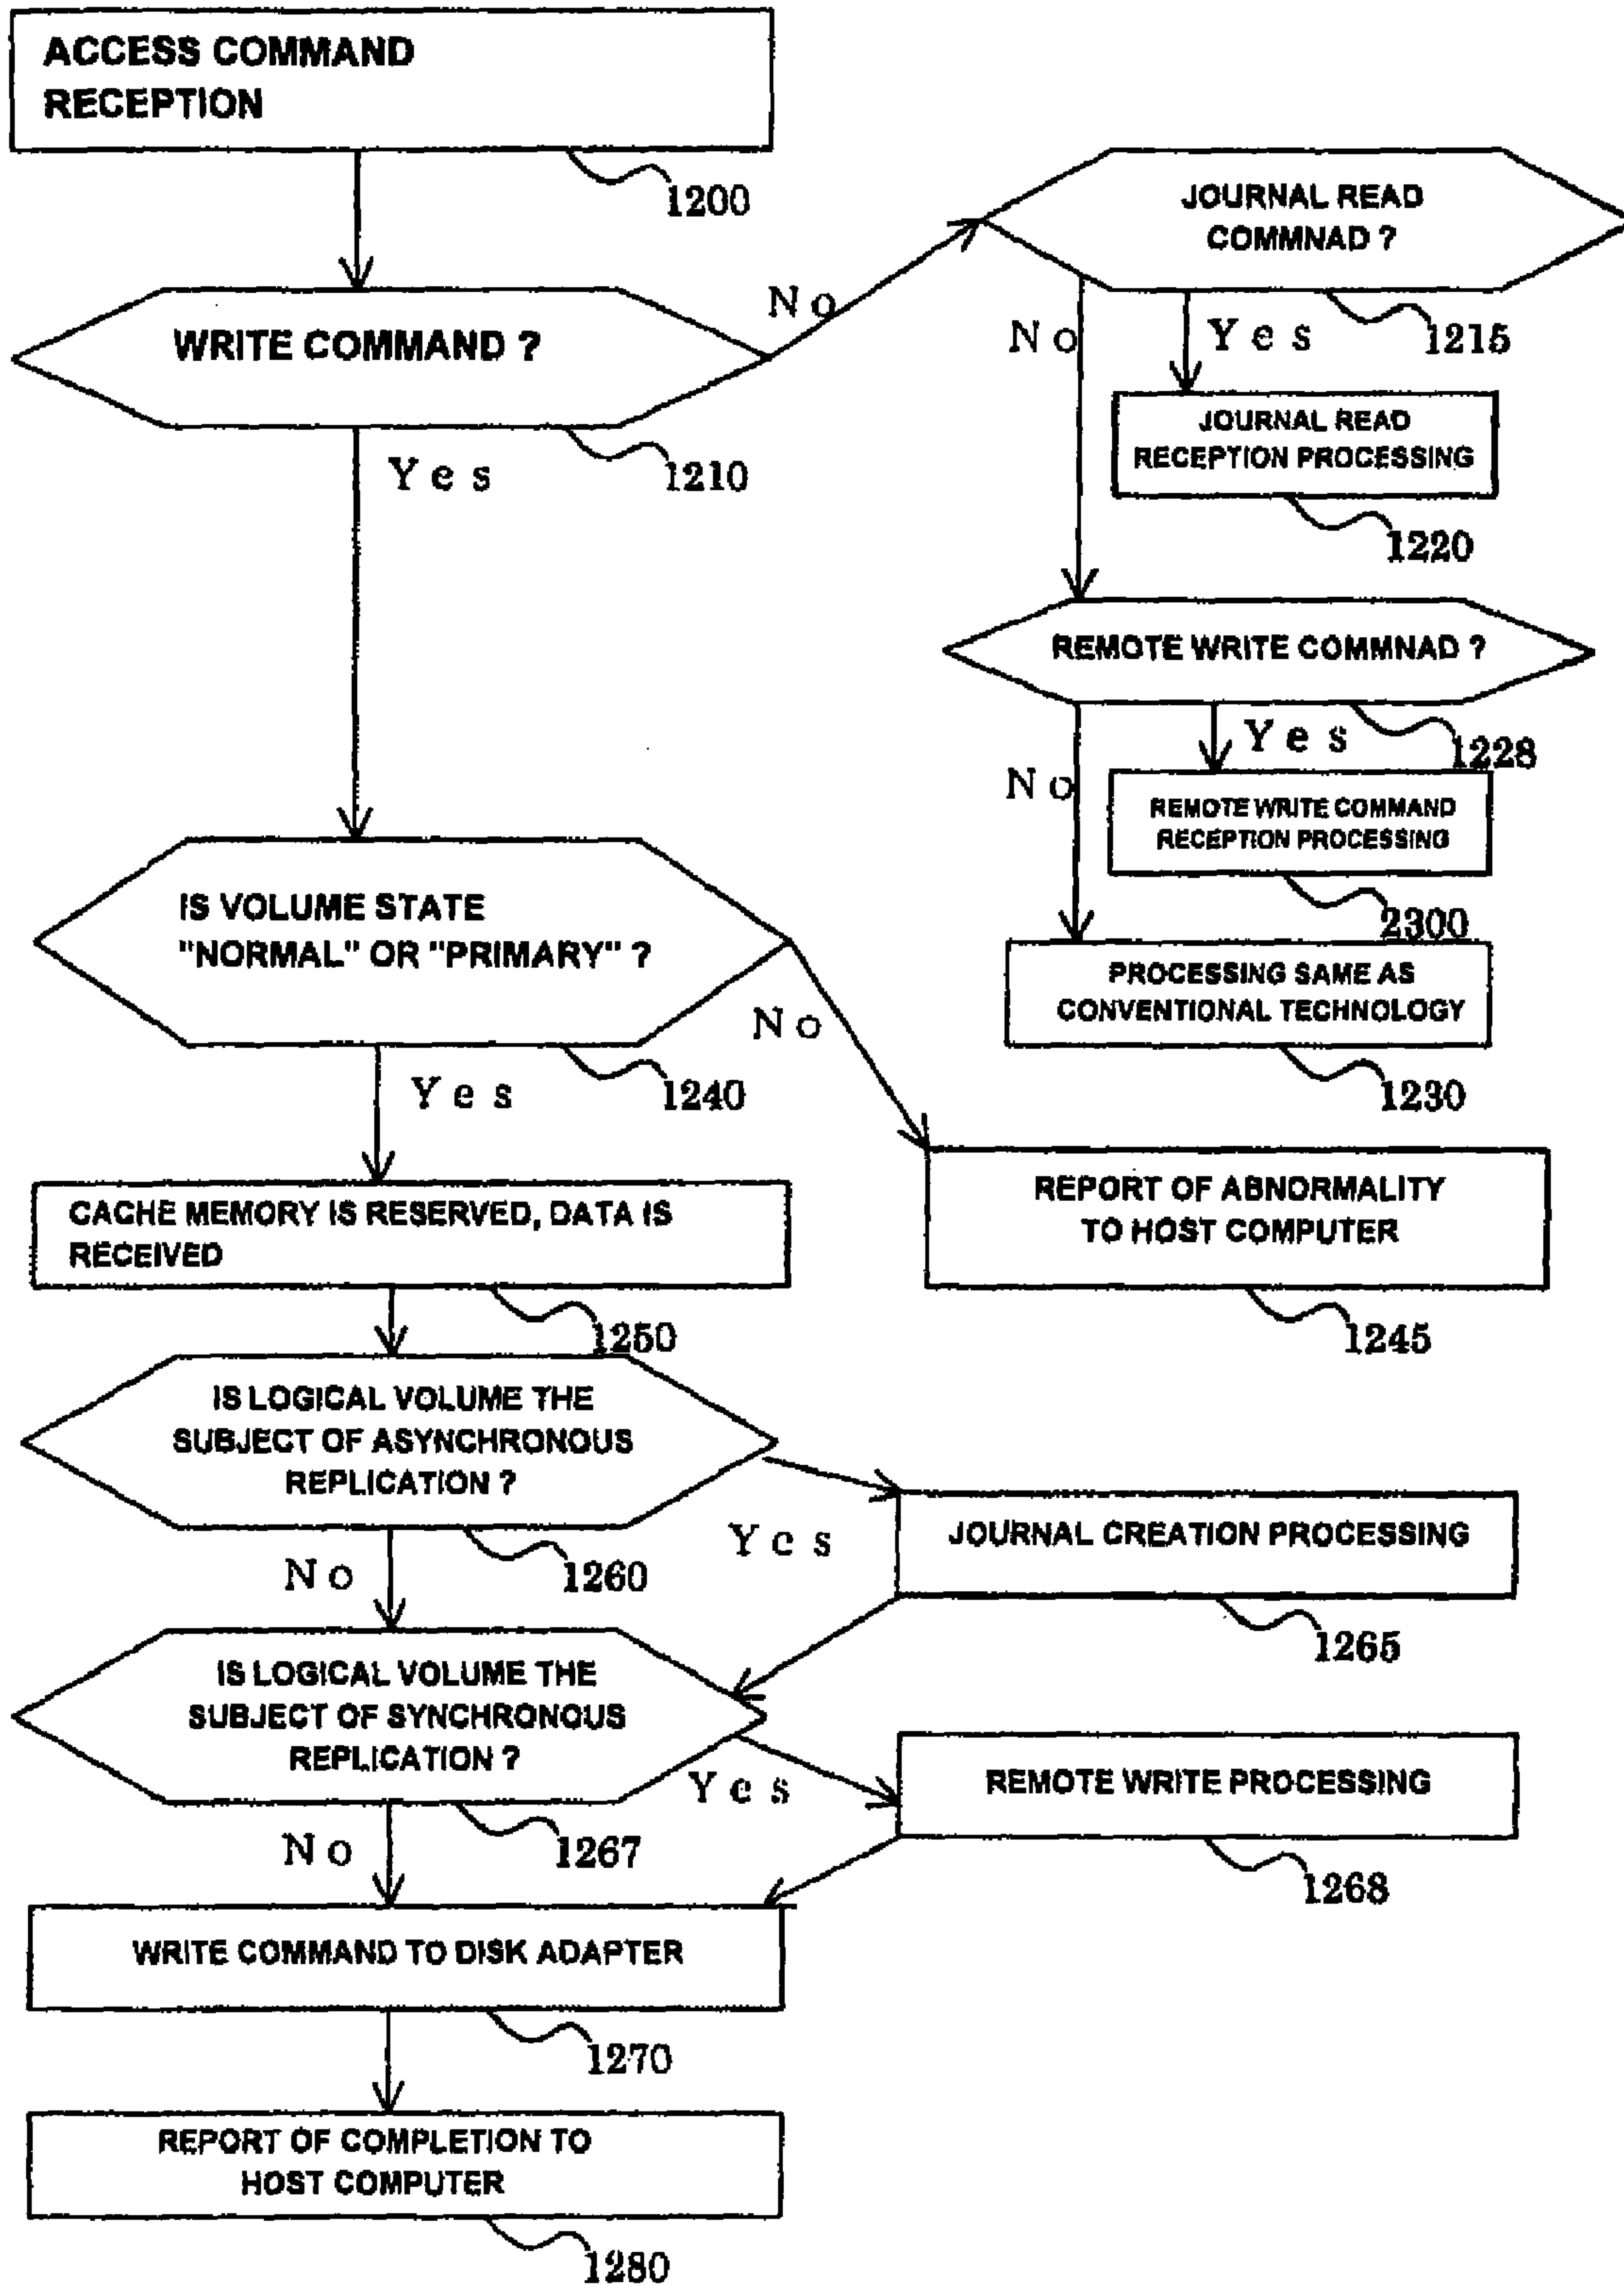 ACCESS COMMAND
RECEPTION
1200
JOURNAL READ
COMMNAD ?
No
1215
WRITE COMMAND ?
No
Yes
JOURNAL READ
RECEPTION PROCESSING
Yes
1210
1220
REMOTE WRITE COMMNAD ?
Yes
1228
No
REMOTE WRITE COMMAND
RECEPTION PROCESSING
2300
IS VOLUME STATE
"NORMAL" OR "PRIMARY" ?
PROCESSING SAME AS
CONVENTIONAL TECHNOLOGY
No
Yes
1240
1230
CACHE MEMORY IS RESERVED, DATA IS
RECEIVED
REPORT OF ABNORMALITY
TO HOST COMPUTER
1250
1245
IS LOGICAL VOLUME THE
SUBJECT OF ASYNCHRONOUS
REPLICATION ?
Yes
JOURNAL CREATION PROCESSING
No
1260
1265
IS LOGICAL VOLUME THE
SUBJECT OF SYNCHRONOUS
REPLICATION ?
Yes
REMOTE WRITE PROCESSING
No
1267
1268
WRITE COMMAND TO DISK ADAPTER
1270
REPORT OF COMPLETION TO
HOST COMPUTER
1280